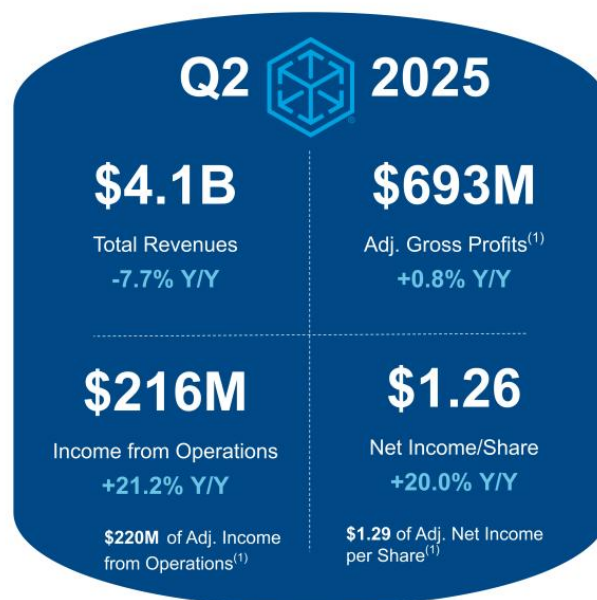 Q2 2025
$4.1B
Total Revenues
-7.7% Y/Y
$693M
Adj. Gross Profits(1)
+0.8% Y/Y
$216M
Income from Operations
+21.2% Y/Y
$220M of Adj. Income
from Operations(1)
$1.26
Net Income/Share
+20.0% Y/Y
$1.29 of Adj. Net Income
per Share(1)